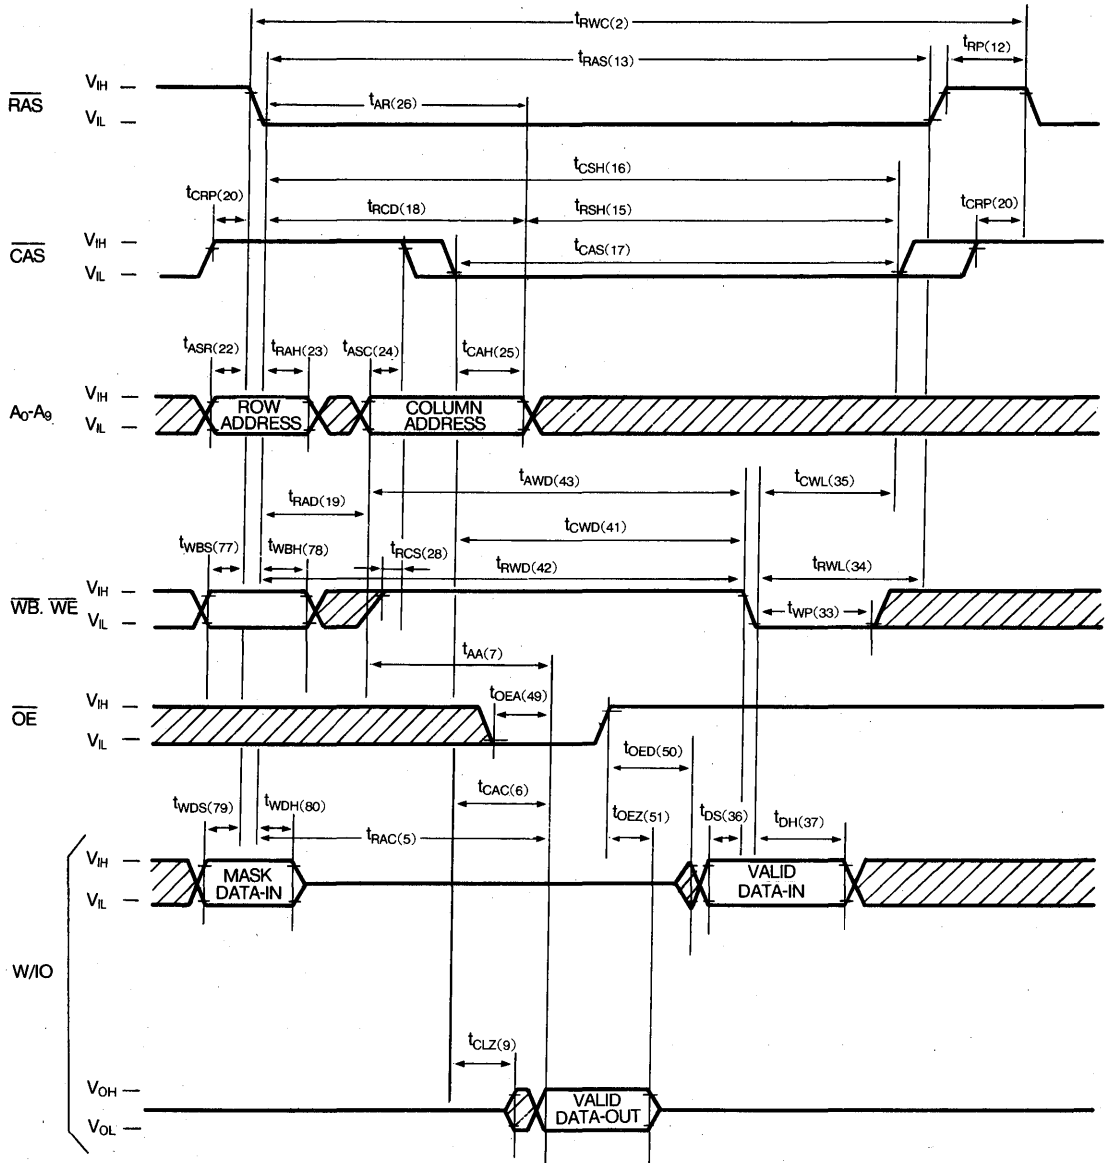 tRWC(2)
tRP(12)
tRAS(13)
RAS
VIH
VIL
tAR(26)
tCSH(16)
tCRP(20)
tRCD(18)
tRSH(15)
tCRP(20)
CAS
VIH
VIL
tCAS(17)
tASR(22)
tRAH(23)
tASC(24)
tCAH(25)
A0-A9
VIH
VIL
ROW
ADDRESS
COLUMN
ADDRESS
tAWD(43)
tCWL(35)
tRAD(19)
tCWD(41)
tWBS(77)
tWBH(78)
tRCS(28)
tRWD(42)
tRWL(34)
WB. WE
VIH
VIL
tWP(33)
tAA(7)
OE
VIH
VIL
tOEA(49)
tOED(50)
tCAC(6)
tWDS(79)
tWDH(80)
tRAC(5)
tOEZ(51)
tDS(36)
tDH(37)
VIH
VIL
MASK
DATA-IN
VALID
DATA-IN
W/IO
tCLZ(9)
VOH
VOL
VALID
DATA-OUT